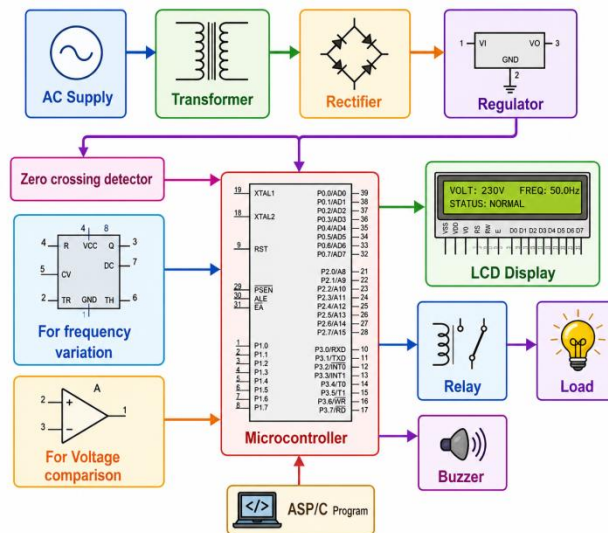 AC Supply
Transformer
Rectifier
1 VI VO 3
GND
2
Regulator
Zero crossing detector
4 8
4 R VCC Q 3
DC 7
5 CV
2 TR GND TH 6
1
For frequency
variation
A
2 +
1
3 −
For Voltage
comparison
19 XTAL1
18 XTAL2
9 RST
29 PSEN
30 ALE
31 EA
1 P1.0
2 P1.1
3 P1.2
4 P1.3
5 P1.4
6 P1.5
7 P1.6
8 P1.7
P0.0/AD0 39
P0.1/AD1 38
P0.2/AD2 37
P0.3/AD3 36
P0.4/AD4 35
P0.5/AD5 34
P0.6/AD6 33
P0.7/AD7 32
P2.0/A8 21
P2.1/A9 22
P2.2/A10 23
P2.3/A11 24
P2.4/A12 25
P2.5/A13 26
P2.6/A14 27
P2.7/A15 28
P3.0/RXD 10
P3.1/TXD 11
P3.2/INT0 12
P3.3/INT1 13
P3.4/T0 14
P3.5/T1 15
P3.6/WR 16
P3.7/RD 17
Microcontroller
VOLT: 230V FREQ: 50.0Hz
STATUS: NORMAL
VSS VDD V0 RS RW E D0 D1 D2 D3 D4 D5 D6 D7
LCD Display
Relay
Load
Buzzer
</> ASP/C Program